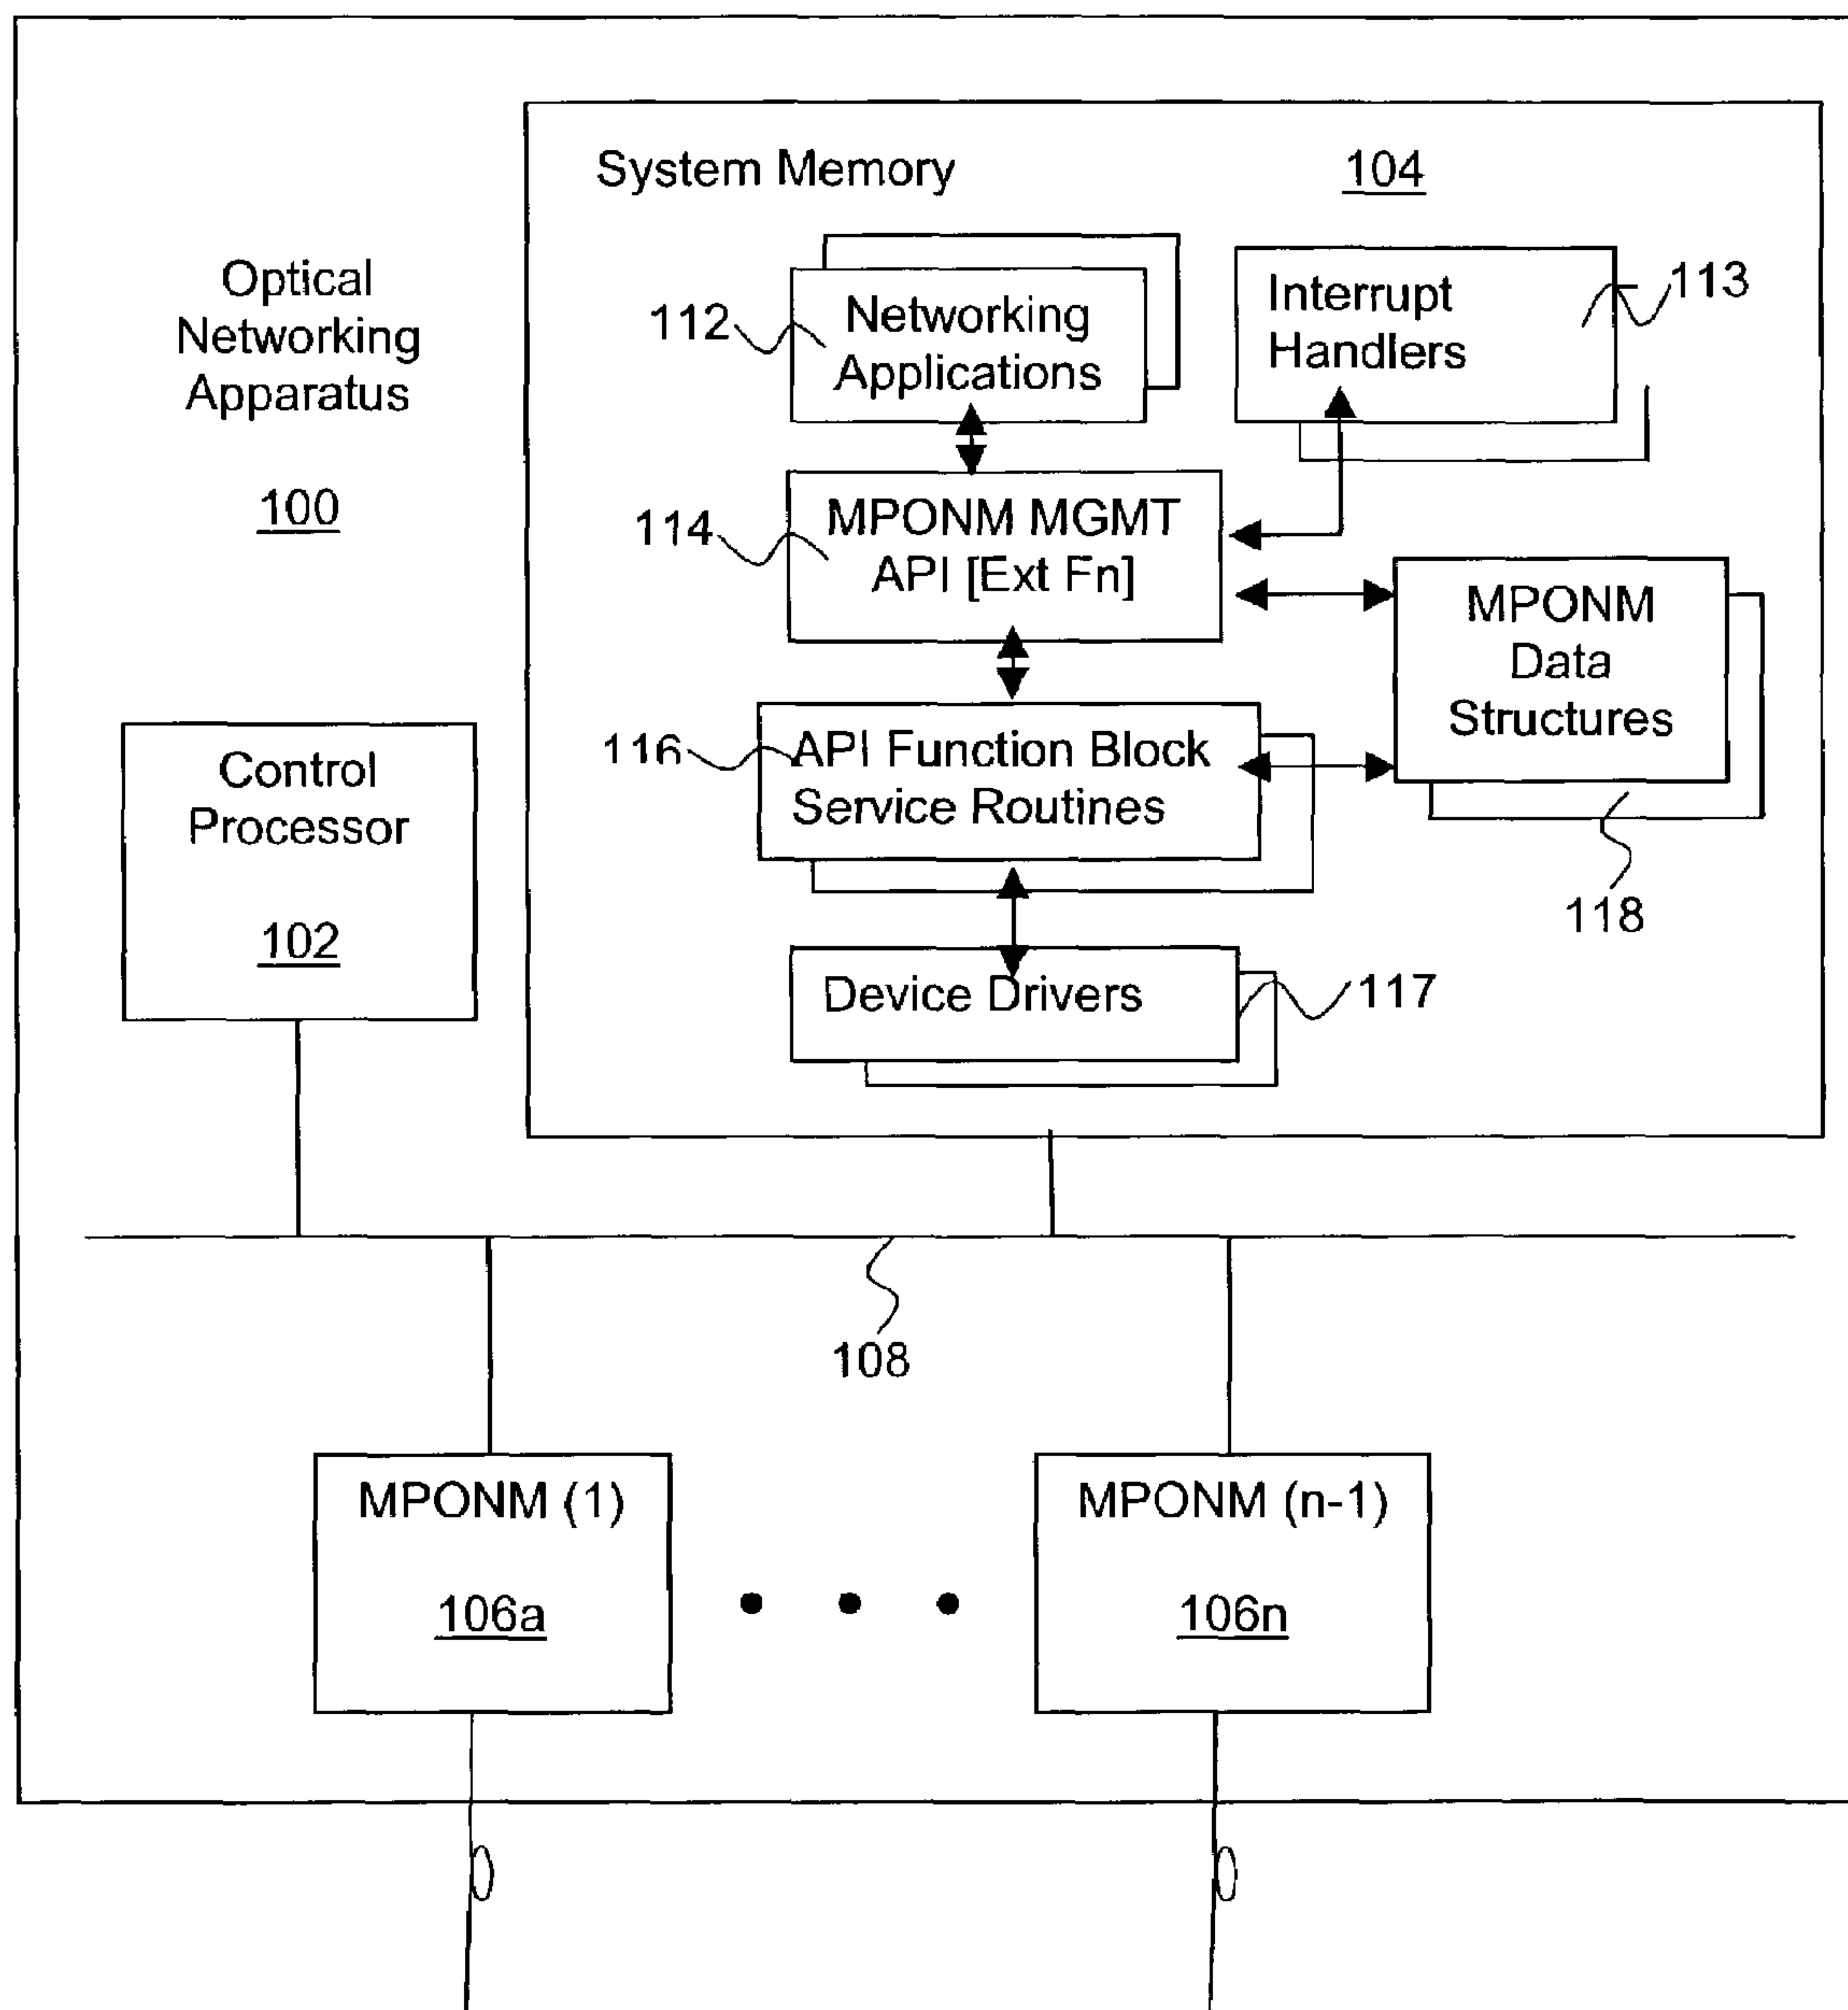 System Memory 104
Optical
Networking
Apparatus
100
112
Networking
Applications
Interrupt
Handlers
113
114
MPONM MGMT
API [Ext Fn]
MPONM
Data
Structures
118
116
API Function Block
Service Routines
Control
Processor
102
Device Drivers
117
108
MPONM (1)
106a
• • •
MPONM (n-1)
106n